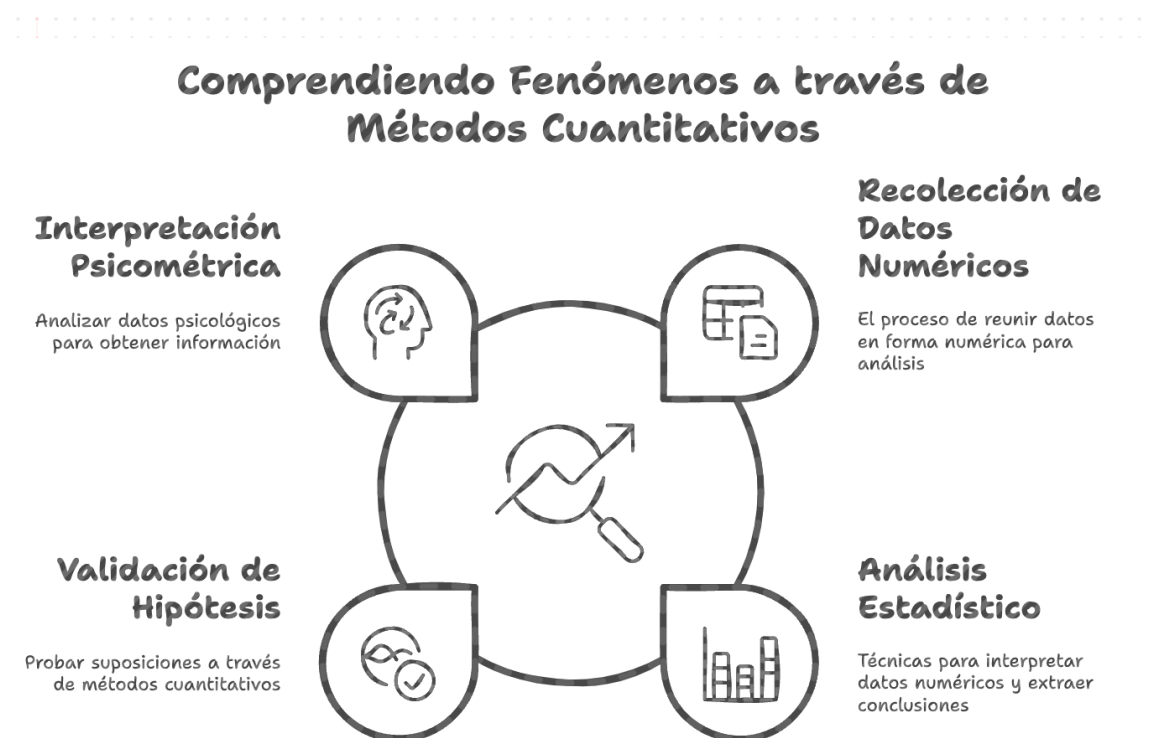 Comprendiendo Fenómenos a través de
Métodos Cuantitativos
Interpretación
Psicométrica
Analizar datos psicológicos
para obtener información
Recolección de
Datos
Numéricos
El proceso de reunir datos
en forma numérica para
análisis
Validación de
Hipótesis
Probar suposiciones a través
de métodos cuantitativos
Análisis
Estadístico
Técnicas para interpretar
datos numéricos y extraer
conclusiones